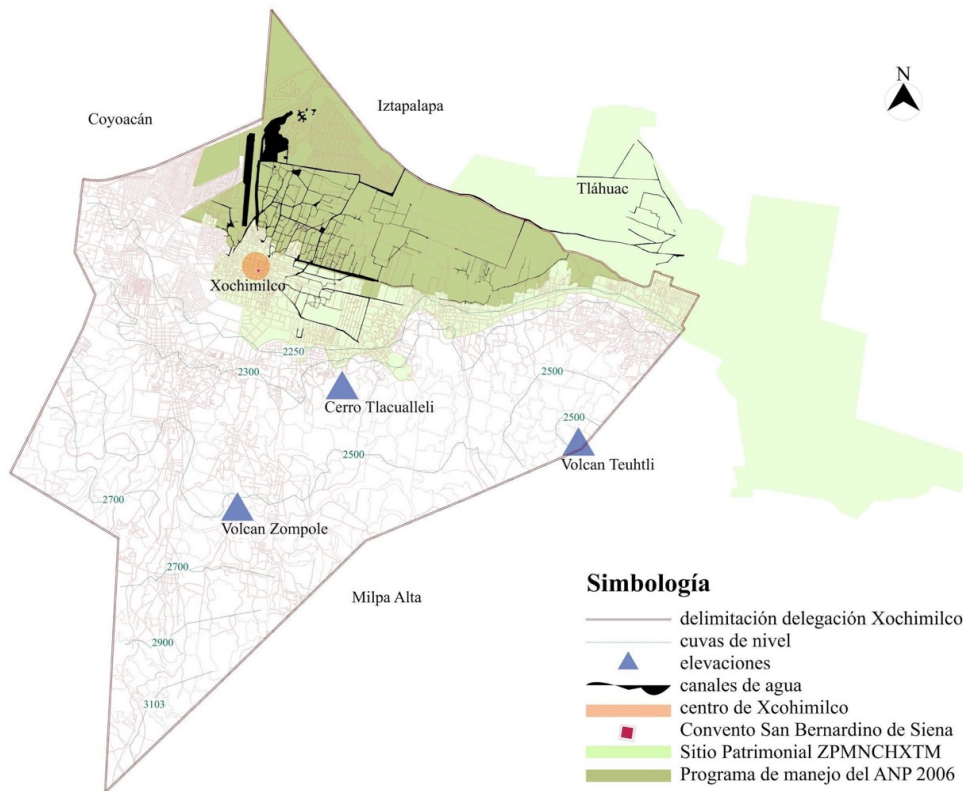 N
Iztapalapa
Coyoacán
Tláhuac
Xochimilco
2250
2300
2500
Cerro Tlacualleli
2500
2500
Volcan Teuhtli
2700
Volcan Zompole
2700
Milpa Alta
2900
3103
Simbología
delimitación delegación Xochimilco
cuvas de nivel
elevaciones
canales de agua
centro de Xcohimilco
Convento San Bernardino de Siena
Sitio Patrimonial ZPMNCHXTM
Programa de manejo del ANP 2006